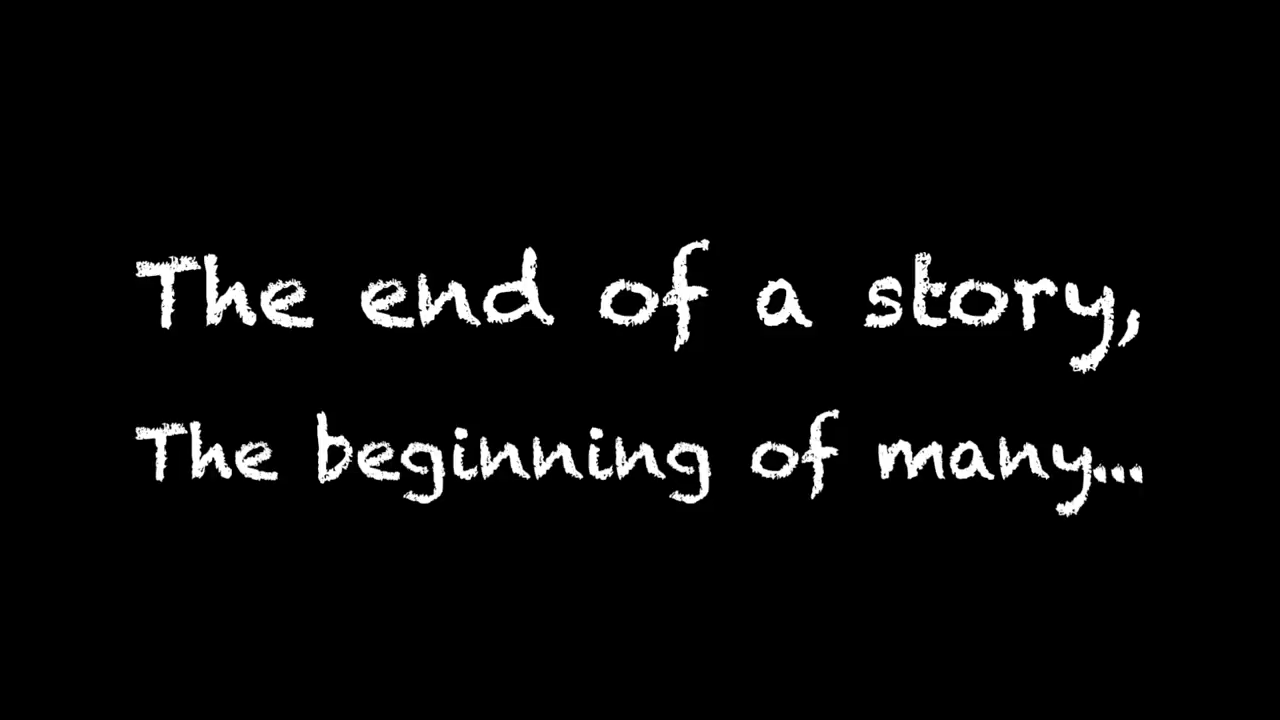 The end of a story,
The beginning of many...